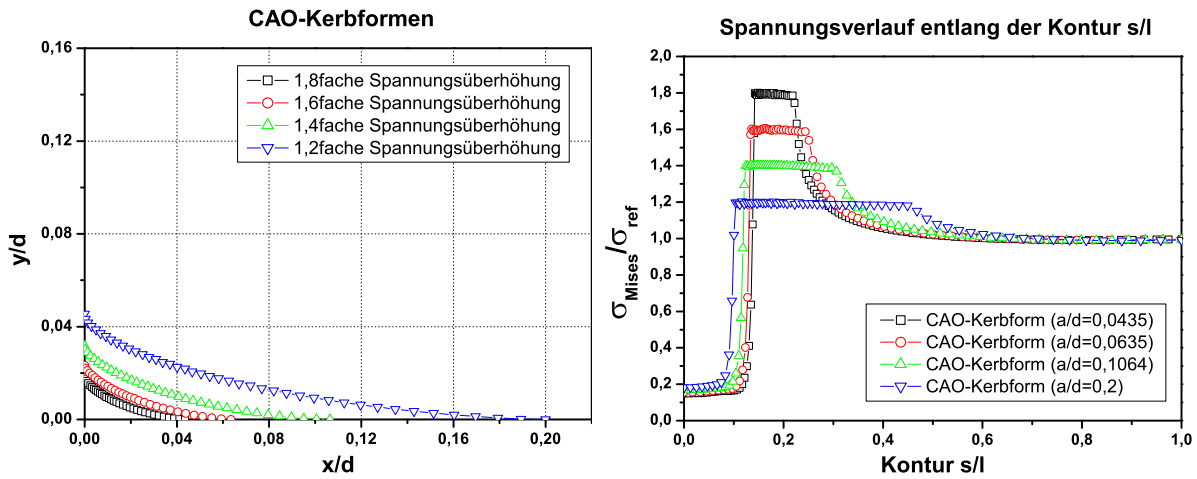 CAO-Kerbformen
0,16
0,12
0,08
0,04
0,00
y/d
1,8fache Spannungsüberhöhung
1,6fache Spannungsüberhöhung
1,4fache Spannungsüberhöhung
1,2fache Spannungsüberhöhung
0,00 0,04 0,08 0,12 0,16 0,20
x/d
Spannungsverlauf entlang der Kontur s/l
2,0
1,8
1,6
1,4
1,2
1,0
0,8
0,6
0,4
0,2
0,0
σMises/σref
CAO-Kerbform (a/d=0,0435)
CAO-Kerbform (a/d=0,0635)
CAO-Kerbform (a/d=0,1064)
CAO-Kerbform (a/d=0,2)
0,0 0,2 0,4 0,6 0,8 1,0
Kontur s/l